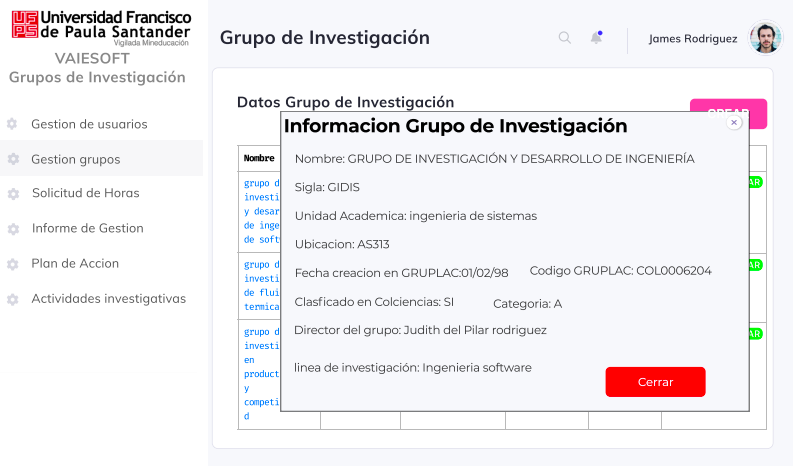 Universidad Francisco
de Paula Santander
Vigilada Mineducación
UFPS
VAIESOFT
Grupos de Investigación
Gestion de usuarios
Gestion grupos
Solicitud de Horas
Informe de Gestion
Plan de Accion
Actividades investigativas
Grupo de Investigación
James Rodriguez
Datos Grupo de Investigación
CREAR
Nombre
grupo d
investi
y desar
de inge
de soft
AR
grupo d
investi
de flui
termica
AR
grupo d
investi
en
product
y
competi
d
AR
Informacion Grupo de Investigación
×
Nombre: GRUPO DE INVESTIGACIÓN Y DESARROLLO DE INGENIERÍA
Sigla: GIDIS
Unidad Academica: ingenieria de sistemas
Ubicacion: AS313
Fecha creacion en GRUPLAC:01/02/98 Codigo GRUPLAC: COL0006204
Clasficado en Colciencias: SI Categoria: A
Director del grupo: Judith del Pilar rodriguez
linea de investigación: Ingenieria software
Cerrar